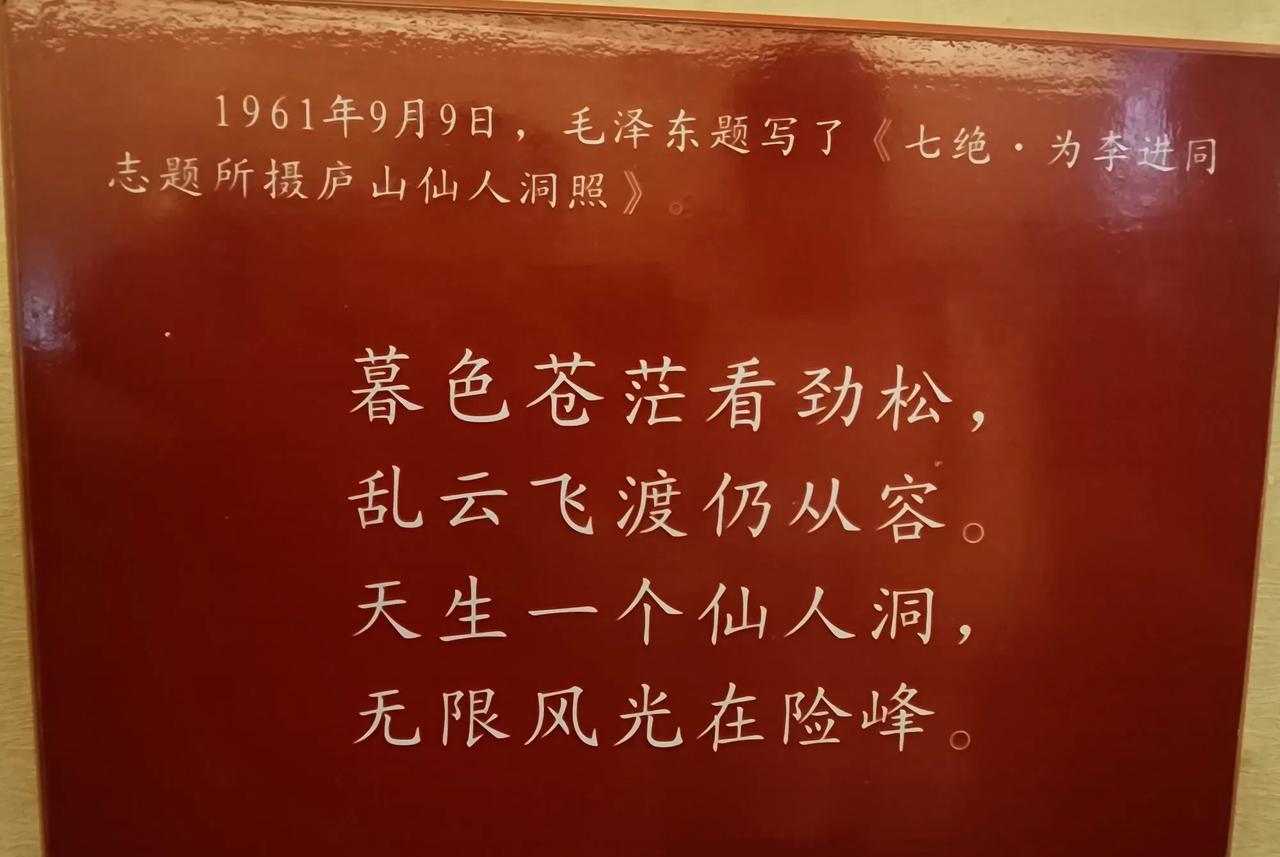 1961年9月9日，毛泽东题写了《七绝·为李进同
志题所摄庐山仙人洞照》。
暮色苍茫看劲松，
乱云飞渡仍从容。
天生一个仙人洞，
无限风光在险峰。